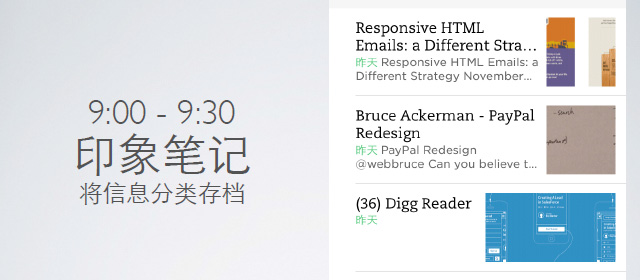 9:00 - 9:30
印象笔记
将信息分类存档
Responsive HTML
Emails: a Different Stra...
昨天 Responsive HTML Emails: a
Different Strategy November...
Bruce Ackerman - PayPal
Redesign
昨天 PayPal Redesign
@webbruce Can you believe t...
(36) Digg Reader
昨天